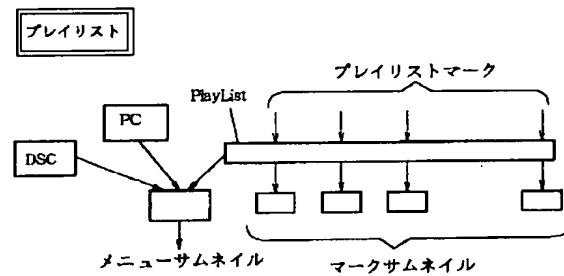 プレイリスト
プレイリストマーク
PlayList
PC
DSC
メニューサムネイル
マークサムネイル